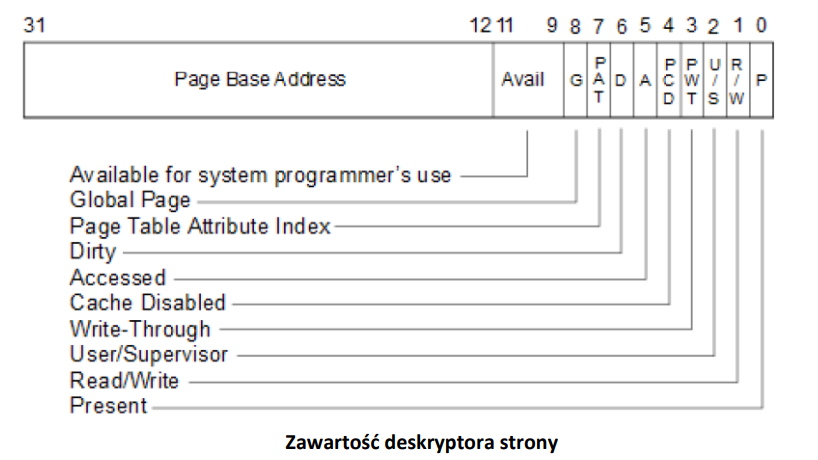 31 12 11 9 8 7 6 5 4 3 2 1 0
Page Base Address Avail G PAT D A PCD PWT U/S R/W P
Available for system programmer's use
Global Page
Page Table Attribute Index
Dirty
Accessed
Cache Disabled
Write-Through
User/Supervisor
Read/Write
Present
Zawartość deskryptora strony